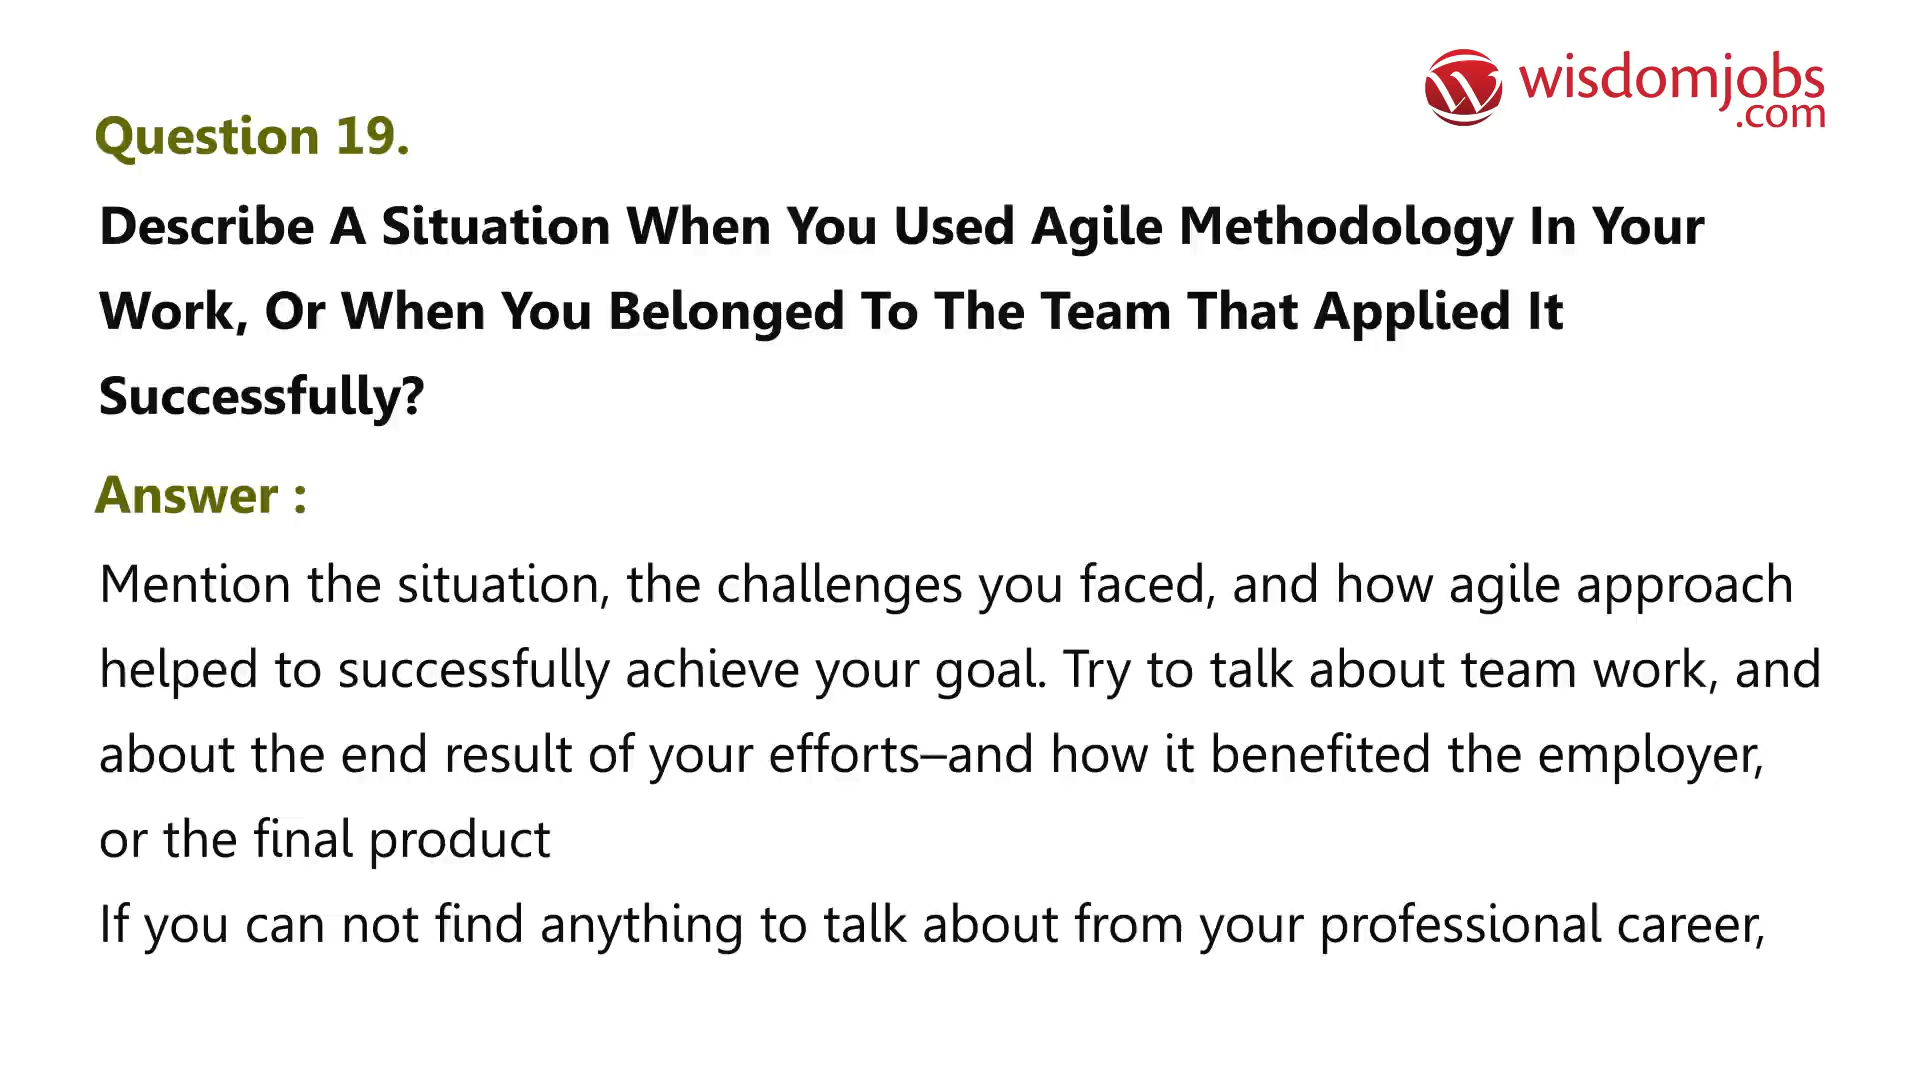 wisdomjobs
.com
Question 19.
Describe A Situation When You Used Agile Methodology In Your
Work, Or When You Belonged To The Team That Applied It
Successfully?
Answer :
Mention the situation, the challenges you faced, and how agile approach
helped to successfully achieve your goal. Try to talk about team work, and
about the end result of your efforts–and how it benefited the employer,
or the final product
If you can not find anything to talk about from your professional career,